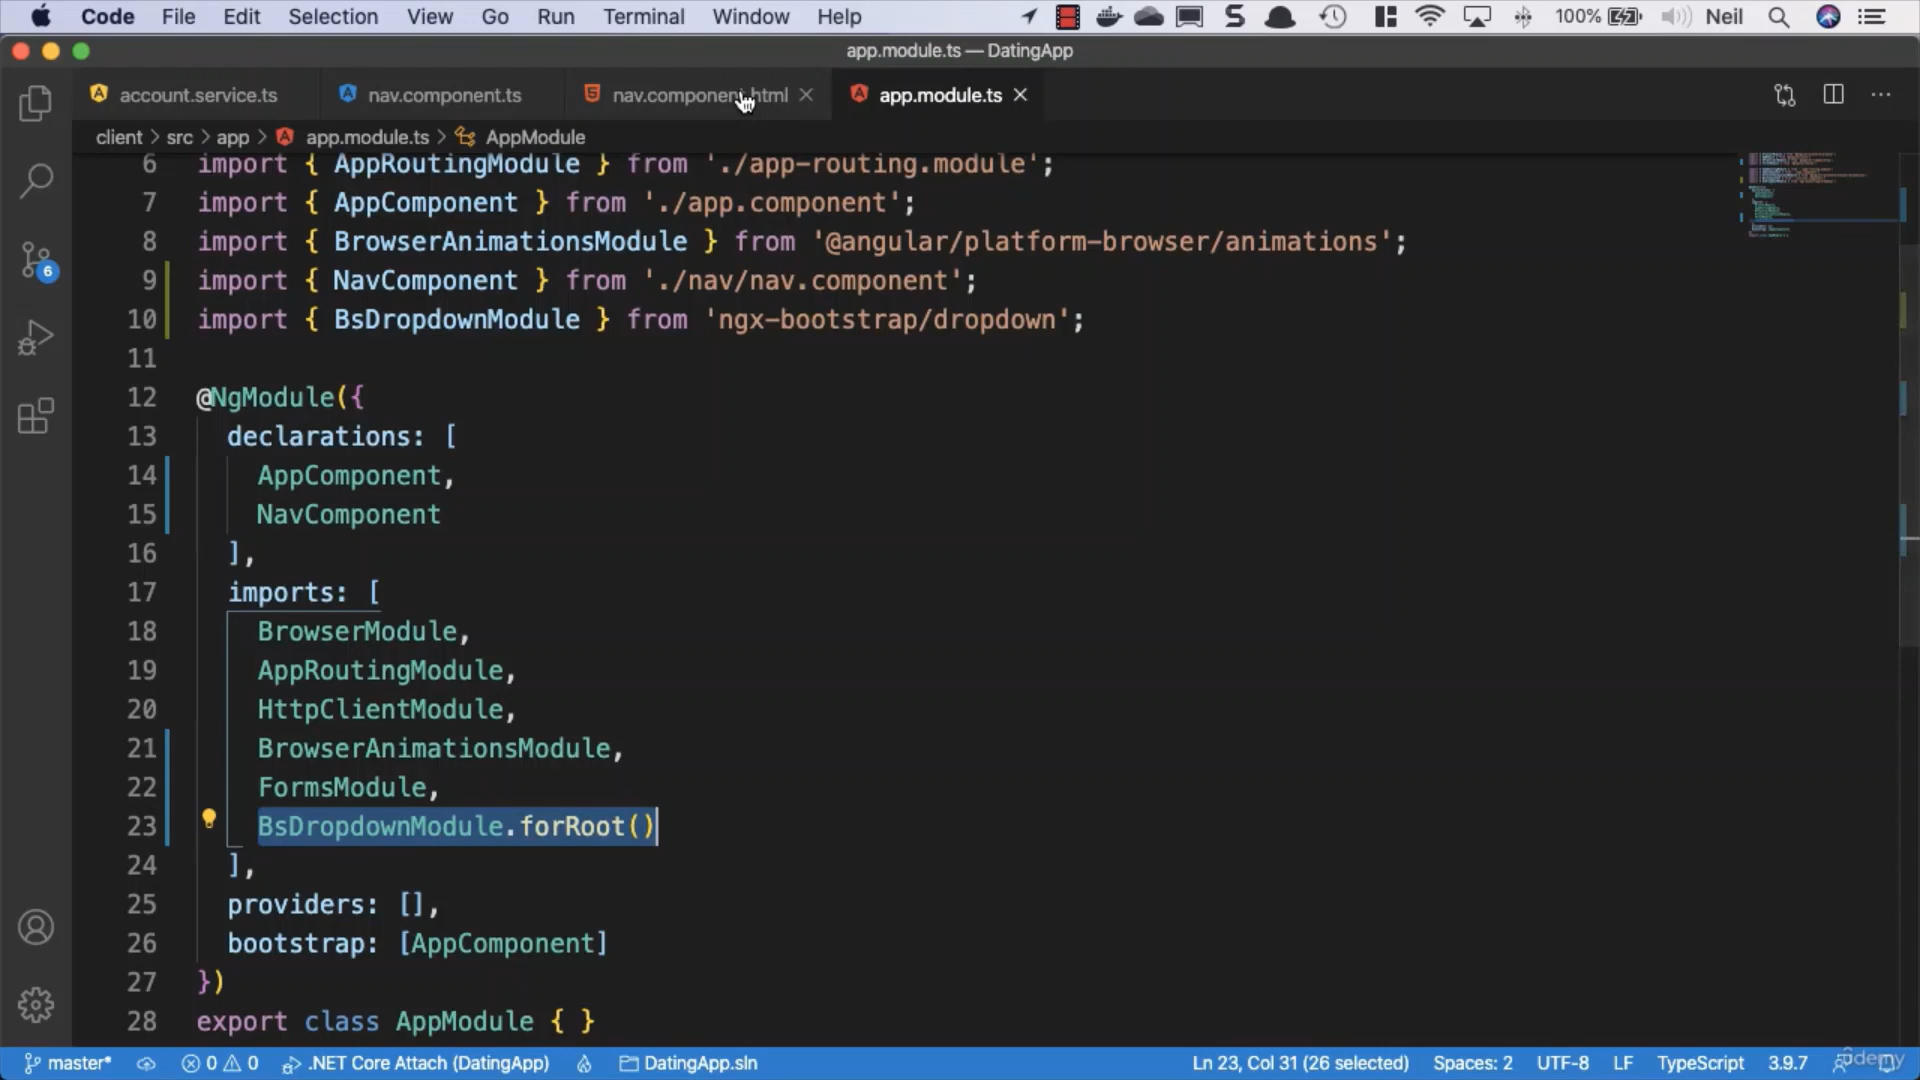 Code File Edit Selection View Go Run Terminal Window Help 100% Neil
app.module.ts — DatingApp
account.service.ts nav.component.ts nav.component.html app.module.ts
client > src > app > app.module.ts > AppModule
6 import { AppRoutingModule } from './app-routing.module';
7 import { AppComponent } from './app.component';
8 import { BrowserAnimationsModule } from '@angular/platform-browser/animations';
9 import { NavComponent } from './nav/nav.component';
10 import { BsDropdownModule } from 'ngx-bootstrap/dropdown';
11
12 @NgModule({
13 declarations: [
14 AppComponent,
15 NavComponent
16 ],
17 imports: [
18 BrowserModule,
19 AppRoutingModule,
20 HttpClientModule,
21 BrowserAnimationsModule,
22 FormsModule,
23 BsDropdownModule.forRoot()
24 ],
25 providers: [],
26 bootstrap: [AppComponent]
27 })
28 export class AppModule { }
6
master* 0 0 .NET Core Attach (DatingApp) DatingApp.sln Ln 23, Col 31 (26 selected) Spaces: 2 UTF-8 LF TypeScript 3.9.7 udemy